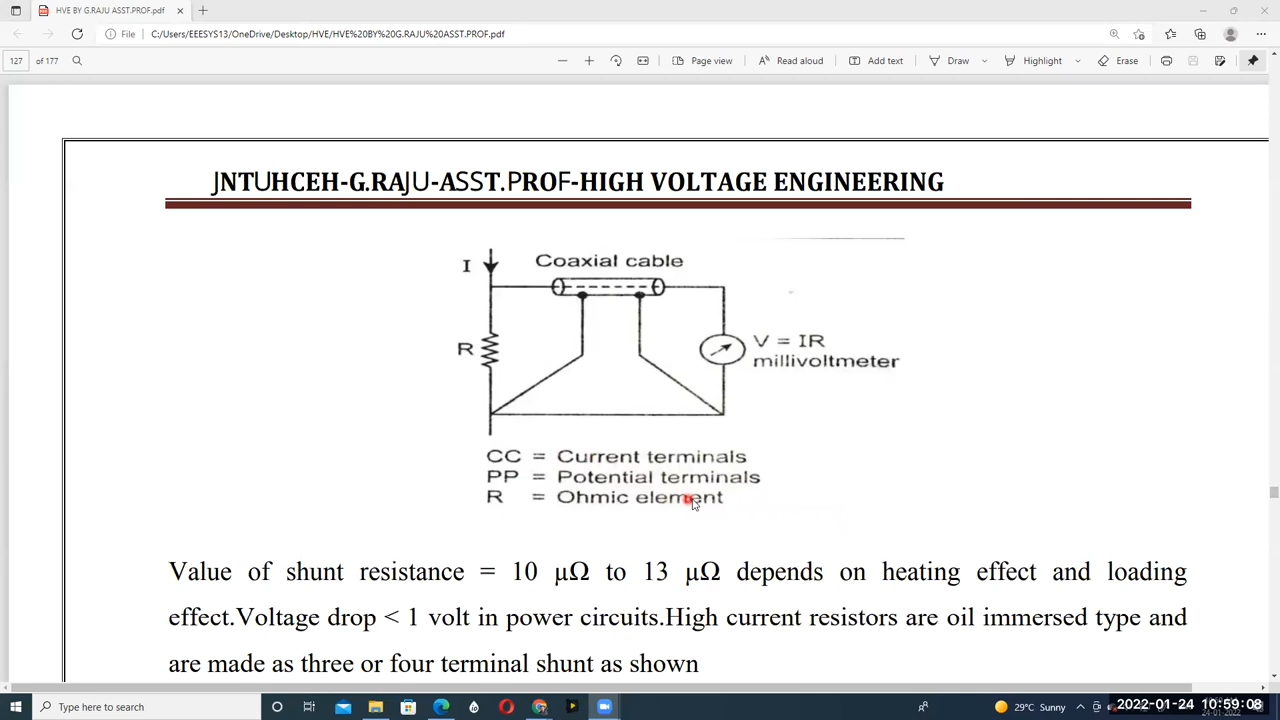 HVE BY G.RAJU ASST.PROF.pdf
File
C:/Users/EEESYS13/OneDrive/Desktop/HVE/HVE%20BY%20G.RAJU%20ASST.PROF.pdf
127 of 177
Page view
Read aloud
Add text
Draw
Highlight
Erase
JNTUHCEH-G.RAJU-ASST.PROF-HIGH VOLTAGE ENGINEERING
I
Coaxial cable
R
V = IR
millivoltmeter
CC = Current terminals
PP = Potential terminals
R = Ohmic element
Value of shunt resistance = 10 μΩ to 13 μΩ depends on heating effect and loading
effect.Voltage drop < 1 volt in power circuits.High current resistors are oil immersed type and
are made as three or four terminal shunt as shown
Type here to search
29°C Sunny
2022-01-24 10:59:08